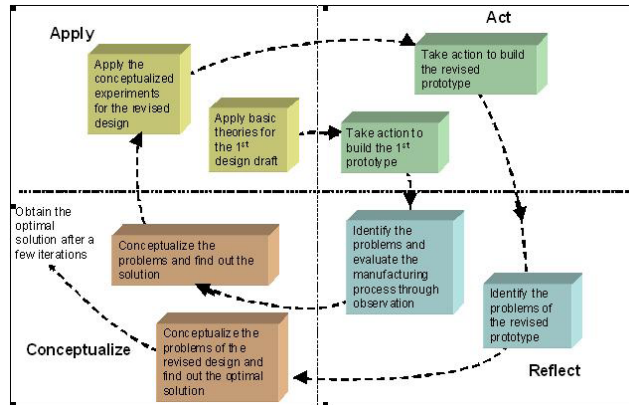 Apply
Act
Apply the
conceptualized
experiments
for the revised
design
Take action to build
the revised
prototype
Apply basic
theories for
the 1st
design draft
Take action to
build the 1st
prototype
Obtain the
optimal
solution after a
few iterations
Conceptualize the
problems and find out the
solution
Identify the
problems and
evaluate the
manufacturing
process through
observation
Identify the
problems of
the revised
prototype
Conceptualize the
problems of the
revised design and
find out the optimal
solution
Conceptualize
Reflect